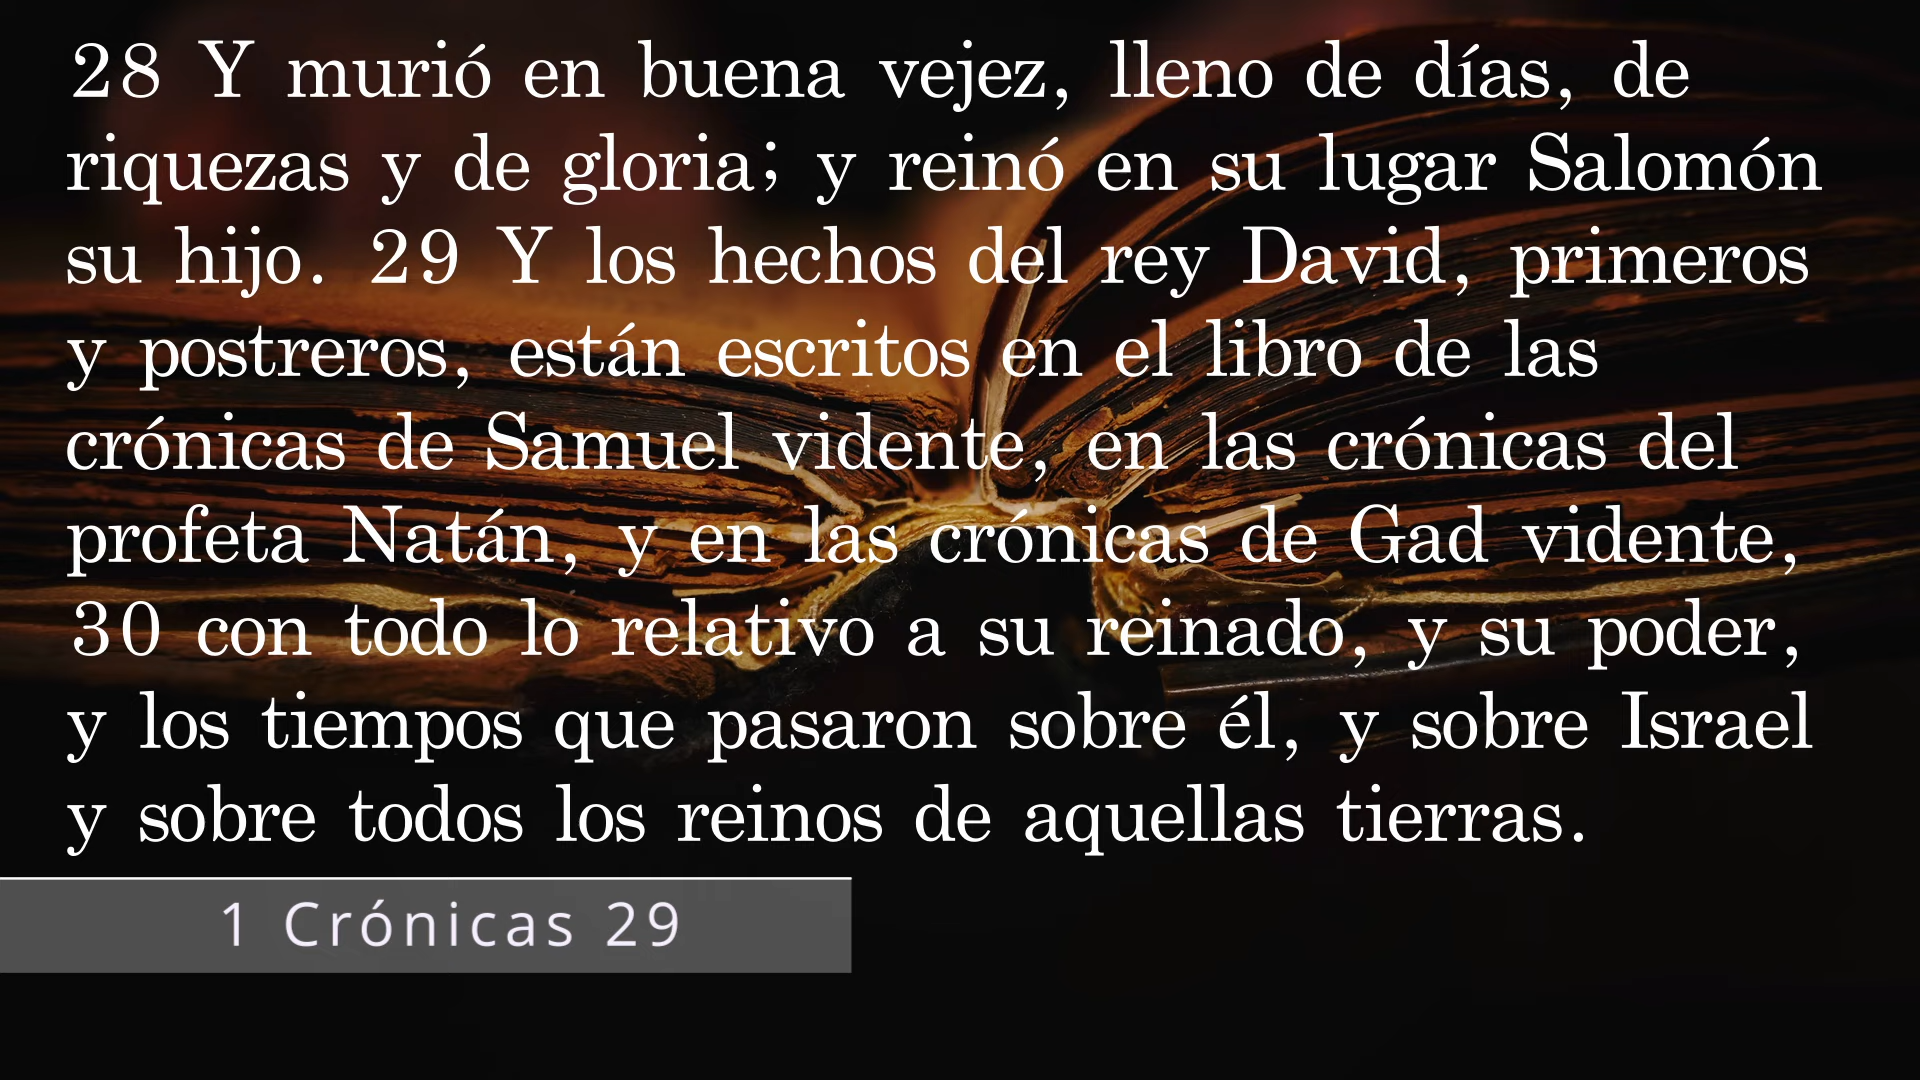 28 Y murió en buena vejez, lleno de días, de
riquezas y de gloria; y reinó en su lugar Salomón
su hijo. 29 Y los hechos del rey David, primeros
y postreros, están escritos en el libro de las
crónicas de Samuel vidente, en las crónicas del
profeta Natán, y en las crónicas de Gad vidente,
30 con todo lo relativo a su reinado, y su poder,
y los tiempos que pasaron sobre él, y sobre Israel
y sobre todos los reinos de aquellas tierras.
1 Crónicas 29